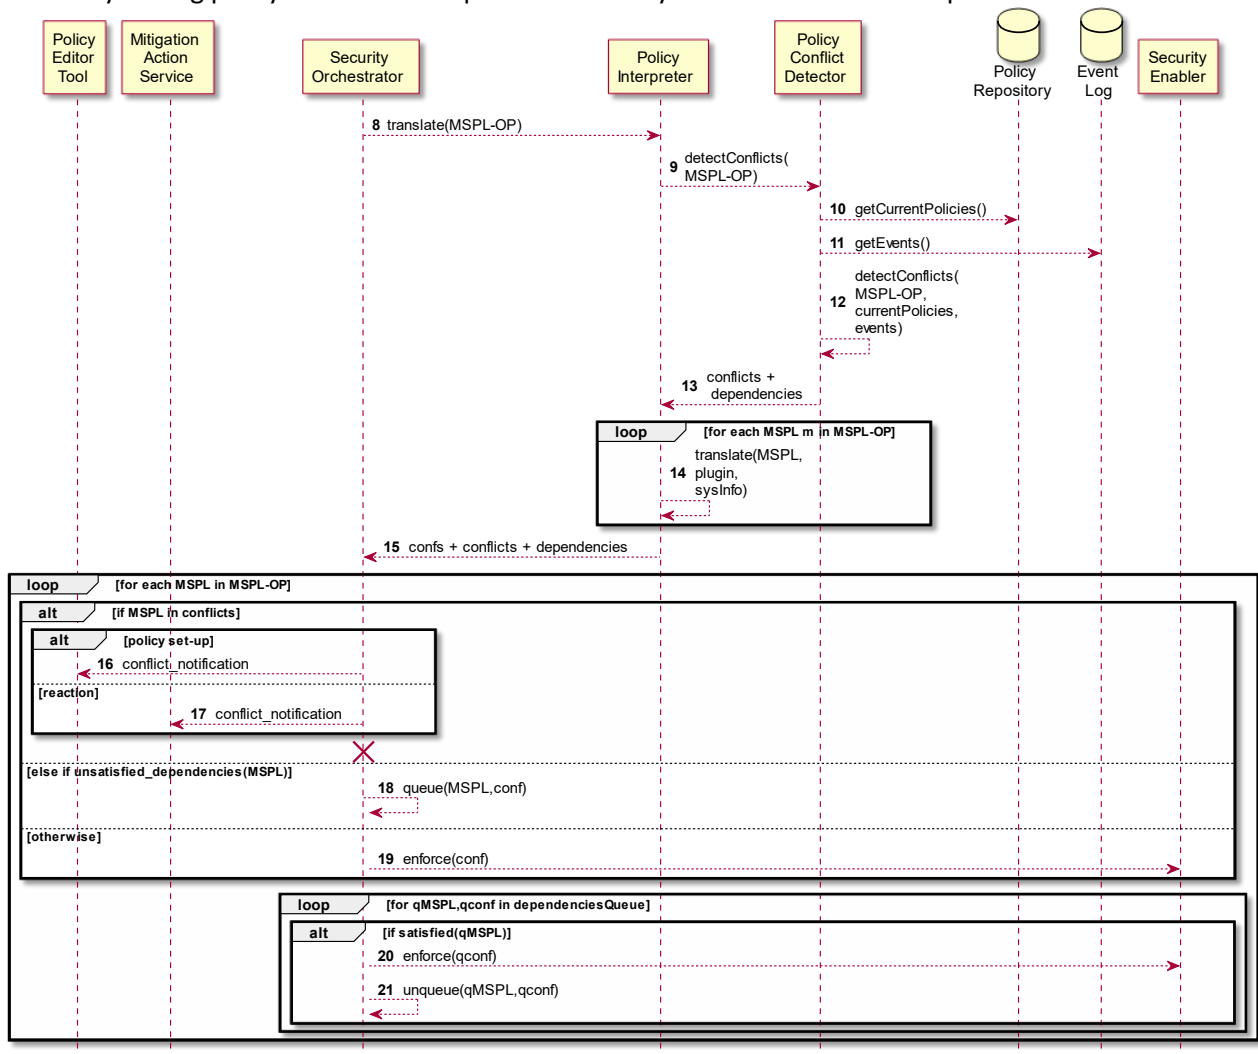 Policy
Editor
Tool
Mitigation
Action
Service
Security
Orchestrator
Policy
Interpreter
Policy
Conflict
Detector
Policy
Repository
Event
Log
Security
Enabler
8 translate(MSPL-OP)
9 detectConflicts(
MSPL-OP)
10 getCurrentPolicies()
11 getEvents()
12 detectConflicts(
MSPL-OP,
currentPolicies,
events)
13 conflicts +
dependencies
loop [for each MSPL m in MSPL-OP]
14 translate(MSPL,
plugin,
sysInfo)
15 confs + conflicts + dependencies
loop [for each MSPL in MSPL-OP]
alt [if MSPL in conflicts]
alt [policy set-up]
16 conflict_notification
[reaction]
17 conflict_notification
[else if unsatisfied_dependencies(MSPL)]
18 queue(MSPL,conf)
[otherwise]
19 enforce(conf)
loop [for qMSPL,qconf in dependenciesQueue]
alt [if satisfied(qMSPL)]
20 enforce(qconf)
21 unqueue(qMSPL,qconf)